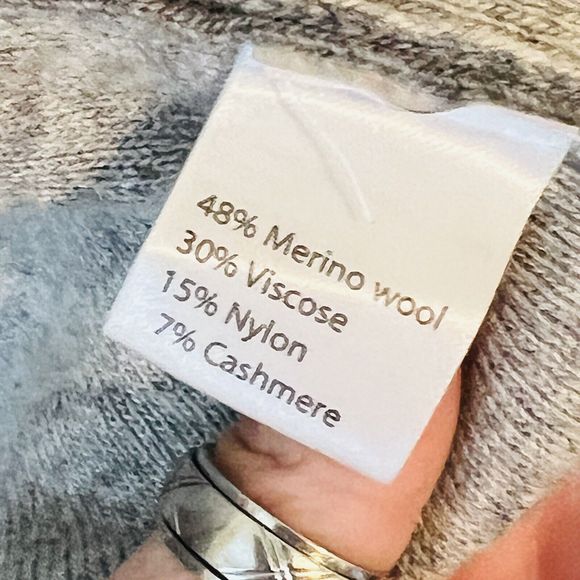 48% Merino wool
30% Viscose
15% Nylon
7% Cashmere